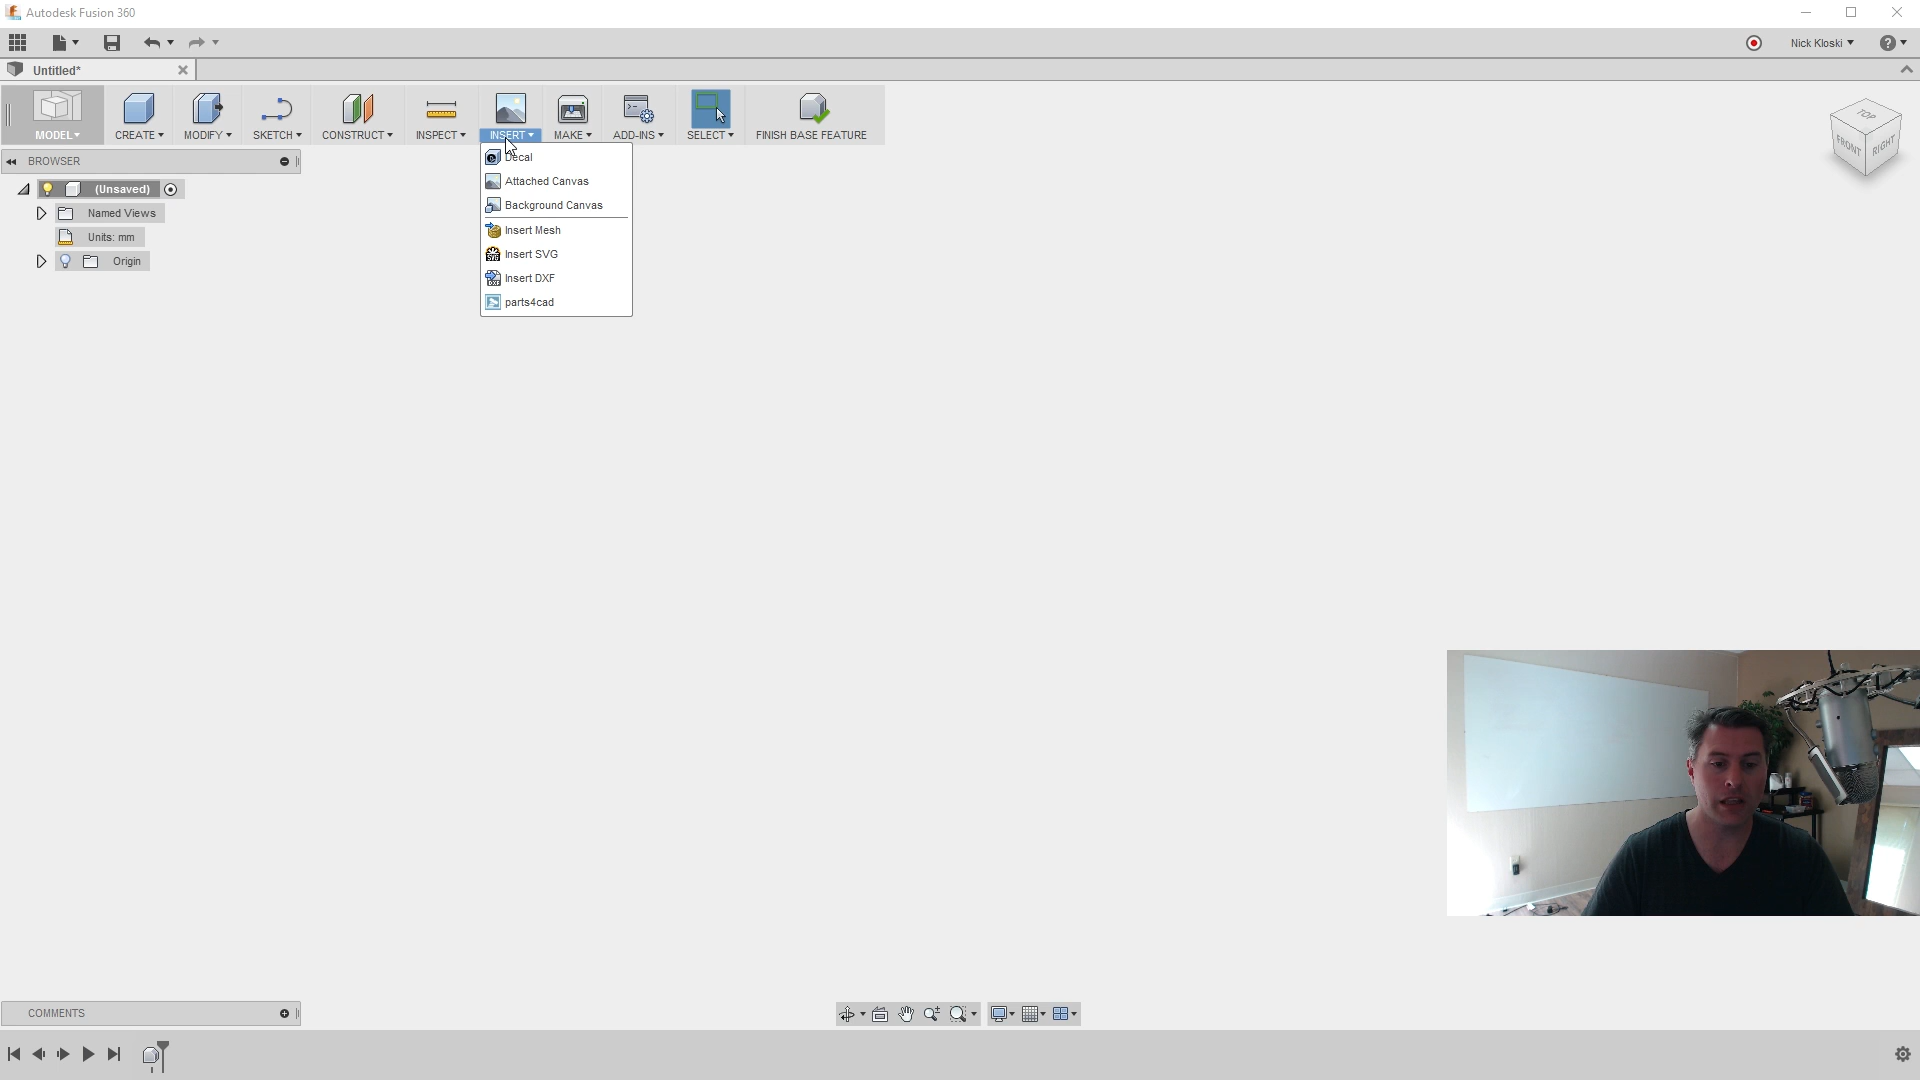 Autodesk Fusion 360
Nick Kloski
Untitled*
MODEL
CREATE
MODIFY
SKETCH
CONSTRUCT
INSPECT
INSERT
MAKE
ADD-INS
SELECT
FINISH BASE FEATURE
TOP
FRONT
RIGHT
BROWSER
(Unsaved)
Named Views
Units: mm
Origin
Decal
Attached Canvas
Background Canvas
Insert Mesh
Insert SVG
Insert DXF
parts4cad
COMMENTS